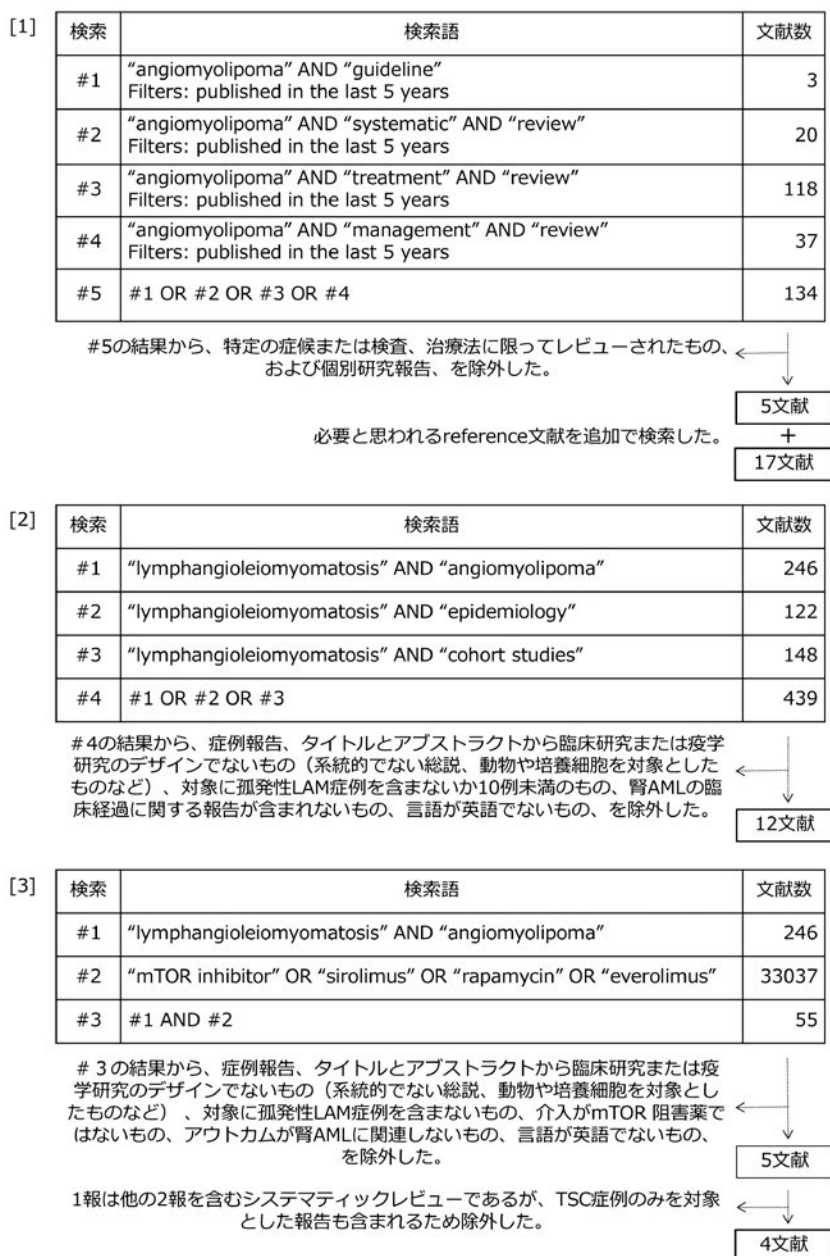 [1]
検索 検索語 文献数
#1 “angiomyolipoma” AND “guideline” 3
Filters: published in the last 5 years
#2 “angiomyolipoma” AND “systematic” AND “review” 20
Filters: published in the last 5 years
#3 “angiomyolipoma” AND “treatment” AND “review” 118
Filters: published in the last 5 years
#4 “angiomyolipoma” AND “management” AND “review” 37
Filters: published in the last 5 years
#5 #1 OR #2 OR #3 OR #4 134
#5の結果から、特定の症候または検査、治療法に限ってレビューされたもの、
および個別研究報告、を除外した。
5文献
必要と思われるreference文献を追加で検索した。 +
17文献
[2]
検索 検索語 文献数
#1 “lymphangioleiomyomatosis” AND “angiomyolipoma” 246
#2 “lymphangioleiomyomatosis” AND “epidemiology” 122
#3 “lymphangioleiomyomatosis” AND “cohort studies” 148
#4 #1 OR #2 OR #3 439
#4の結果から、症例報告、タイトルとアブストラクトから臨床研究または疫学
研究のデザインでないもの（系統的でない総説、動物や培養細胞を対象とした
ものなど）、対象に孤発性LAM症例を含まないか10例未満のもの、腎AMLの臨
床経過に関する報告が含まれないもの、言語が英語でないもの、を除外した。
12文献
[3]
検索 検索語 文献数
#1 “lymphangioleiomyomatosis” AND “angiomyolipoma” 246
#2 “mTOR inhibitor” OR “sirolimus” OR “rapamycin” OR “everolimus” 33037
#3 #1 AND #2 55
#３の結果から、症例報告、タイトルとアブストラクトから臨床研究または疫
学研究のデザインでないもの（系統的でない総説、動物や培養細胞を対象とし
たものなど）、対象に孤発性LAM症例を含まないもの、介入がmTOR 阻害薬で
はないもの、アウトカムが腎AMLに関連しないもの、言語が英語でないもの、
を除外した。
5文献
1報は他の2報を含むシステマティックレビューであるが、TSC症例のみを対象
とした報告も含まれるため除外した。
4文献